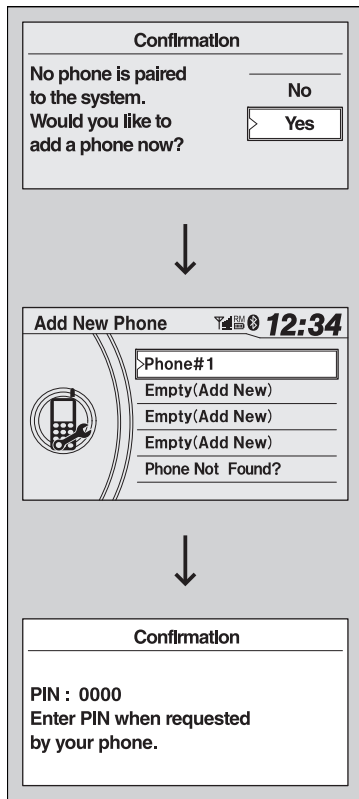 Confirmation
No phone is paired
to the system.
Would you like to
add a phone now?
No
Yes
Add New Phone
RM
12:34
Phone#1
Empty(Add New)
Empty(Add New)
Empty(Add New)
Phone Not Found?
Confirmation
PIN : 0000
Enter PIN when requested
by your phone.